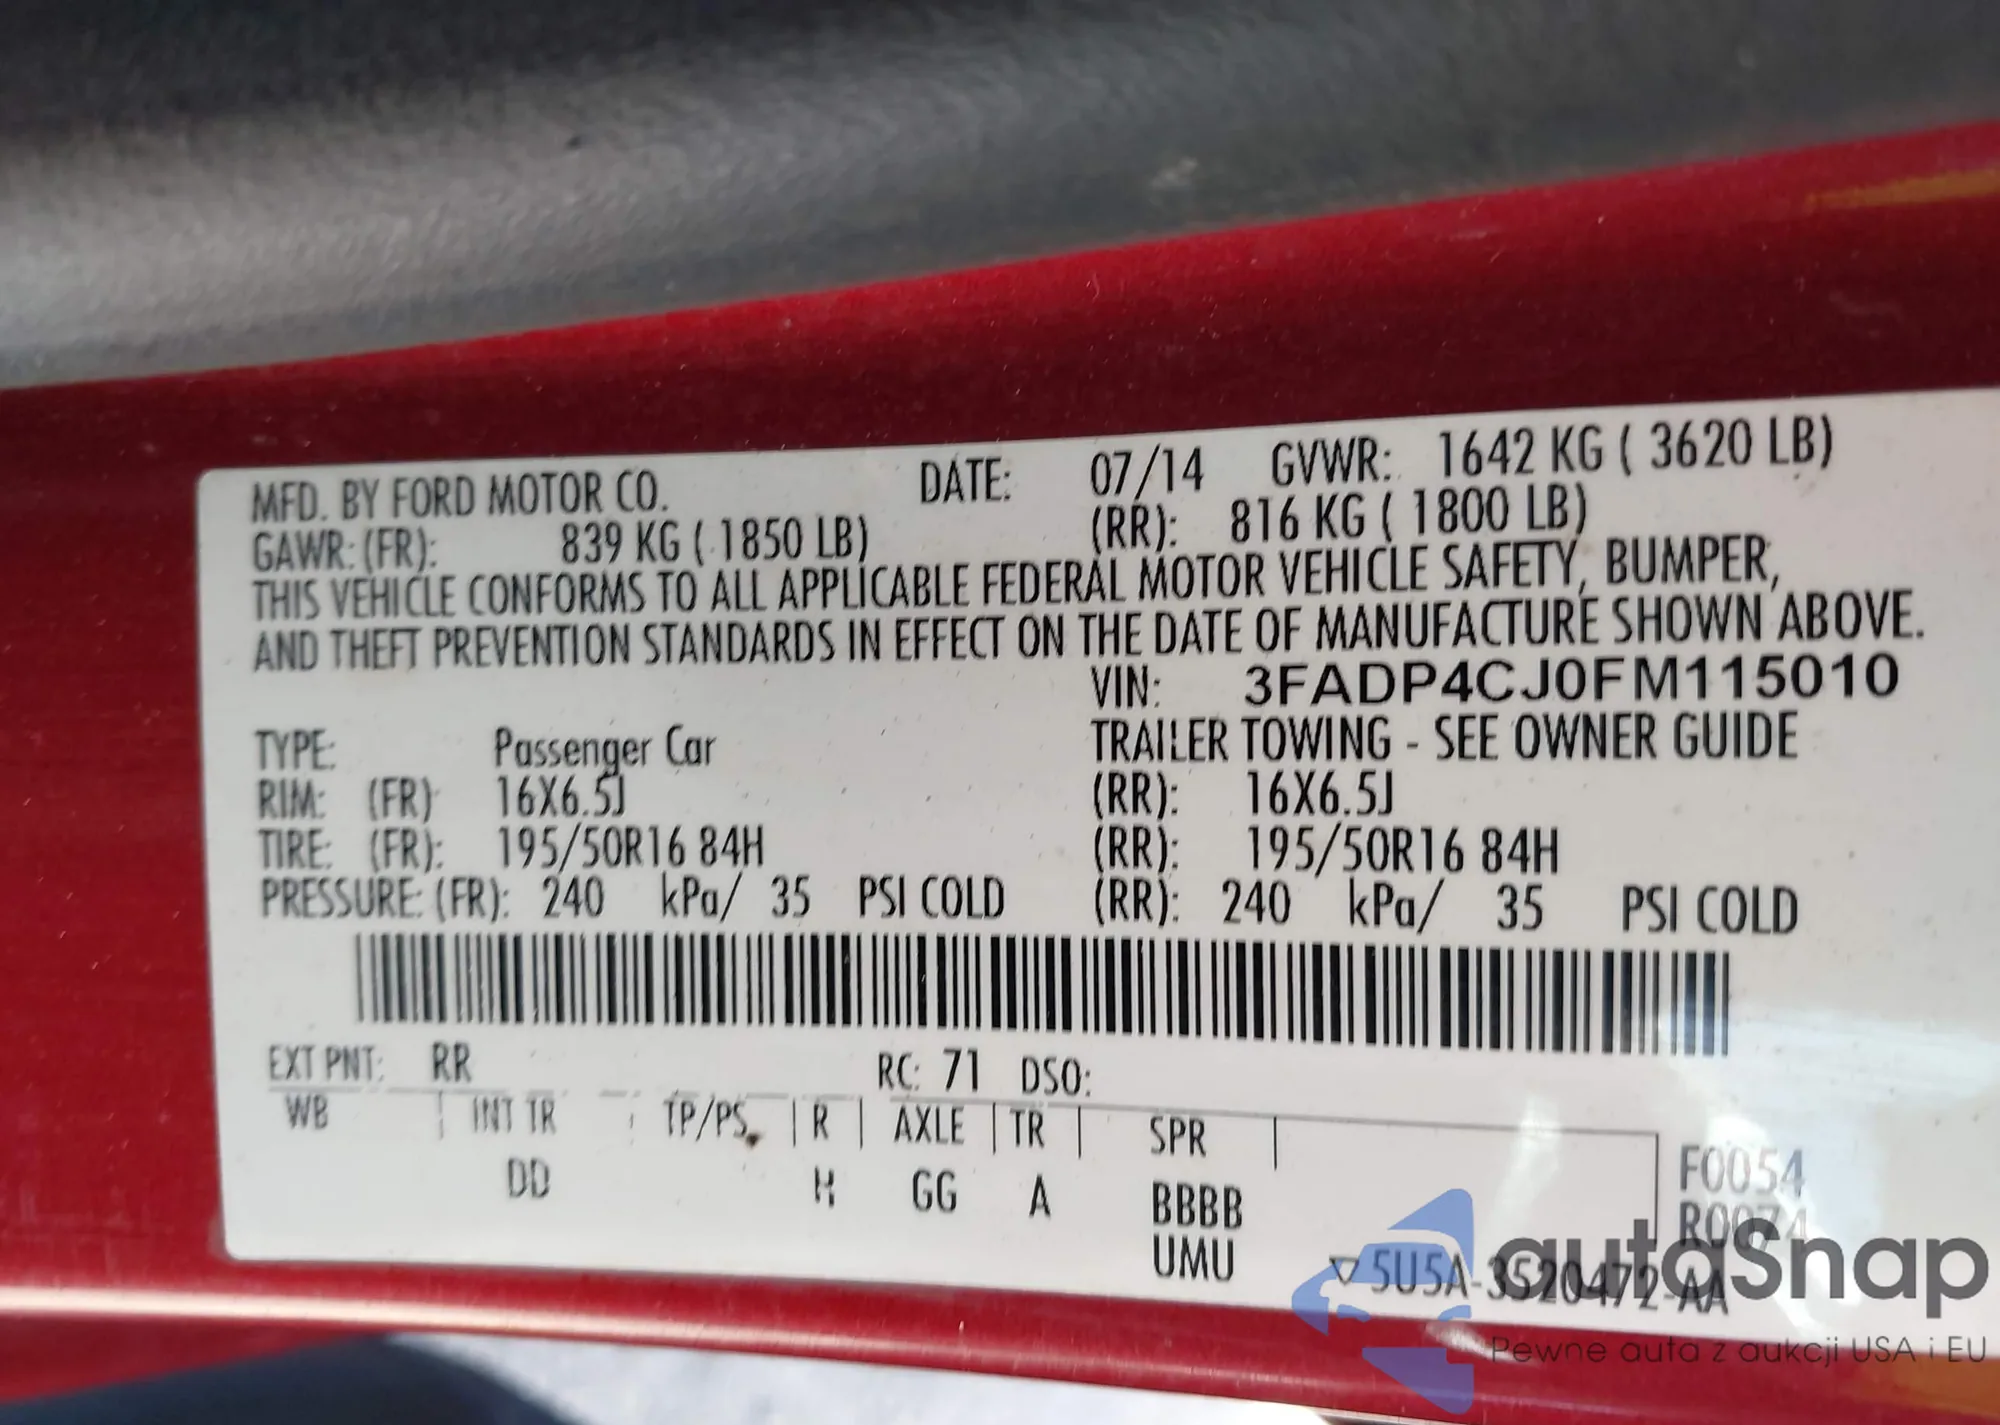 MFD. BY FORD MOTOR CO. DATE: 07/14 GVWR: 1642 KG ( 3620 LB)
GAWR: (FR): 839 KG ( 1850 LB) (RR): 816 KG ( 1800 LB)
THIS VEHICLE CONFORMS TO ALL APPLICABLE FEDERAL MOTOR VEHICLE SAFETY, BUMPER,
AND THEFT PREVENTION STANDARDS IN EFFECT ON THE DATE OF MANUFACTURE SHOWN ABOVE.
VIN: 3FADP4CJ0FM115010
TYPE: Passenger Car TRAILER TOWING - SEE OWNER GUIDE
RIM: (FR) 16X6.5J (RR): 16X6.5J
TIRE: (FR): 195/50R16 84H (RR): 195/50R16 84H
PRESSURE: (FR): 240 kPa/ 35 PSI COLD (RR): 240 kPa/ 35 PSI COLD
EXT PNT: RR RC: 71 DSO:
WB | INT TR | TP/PS | R | AXLE | TR | SPR |
DD H GG A BBBB
UMU
F0054
R0074
▽ 5U5A-3520472-AA
autoSnap
Pewne auta z aukcji USA i EU